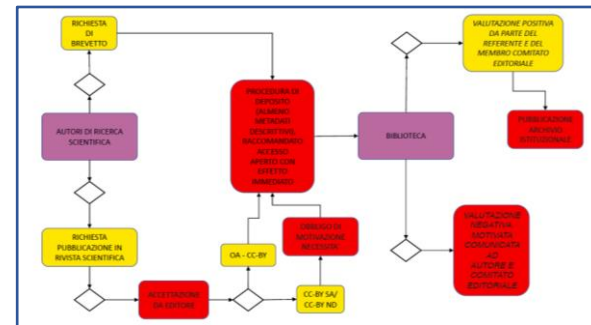 RICHIESTA
DI
BREVETTO
AUTORI DI RICERCA
SCIENTIFICA
RICHIESTA
PUBBLICAZIONE IN
RIVISTA SCIENTIFICA
ACCETTAZIONE
DA EDITORE
OA - CC-BY
CC-BY SA/
CC-BY ND
OBBLIGO DI
MOTIVAZIONE
NECESSITÀ
PROCEDURA DI
DEPOSITO
(ALMENO
METADATI
DESCRITTIVI,
RACCOMANDATO
ACCESSO
APERTO) CON
EFFETTO
IMMEDIATO
BIBLIOTECA
VALUTAZIONE POSITIVA
DA PARTE DEL
REFERENTE E DEL
MEMBRO COMITATO
EDITORIALE
PUBBLICAZIONE
ARCHIVIO
ISTITUZIONALE
VALUTAZIONE
NEGATIVA
MOTIVATA
COMUNICATA
AD
AUTORE E
COMITATO
EDITORIALE